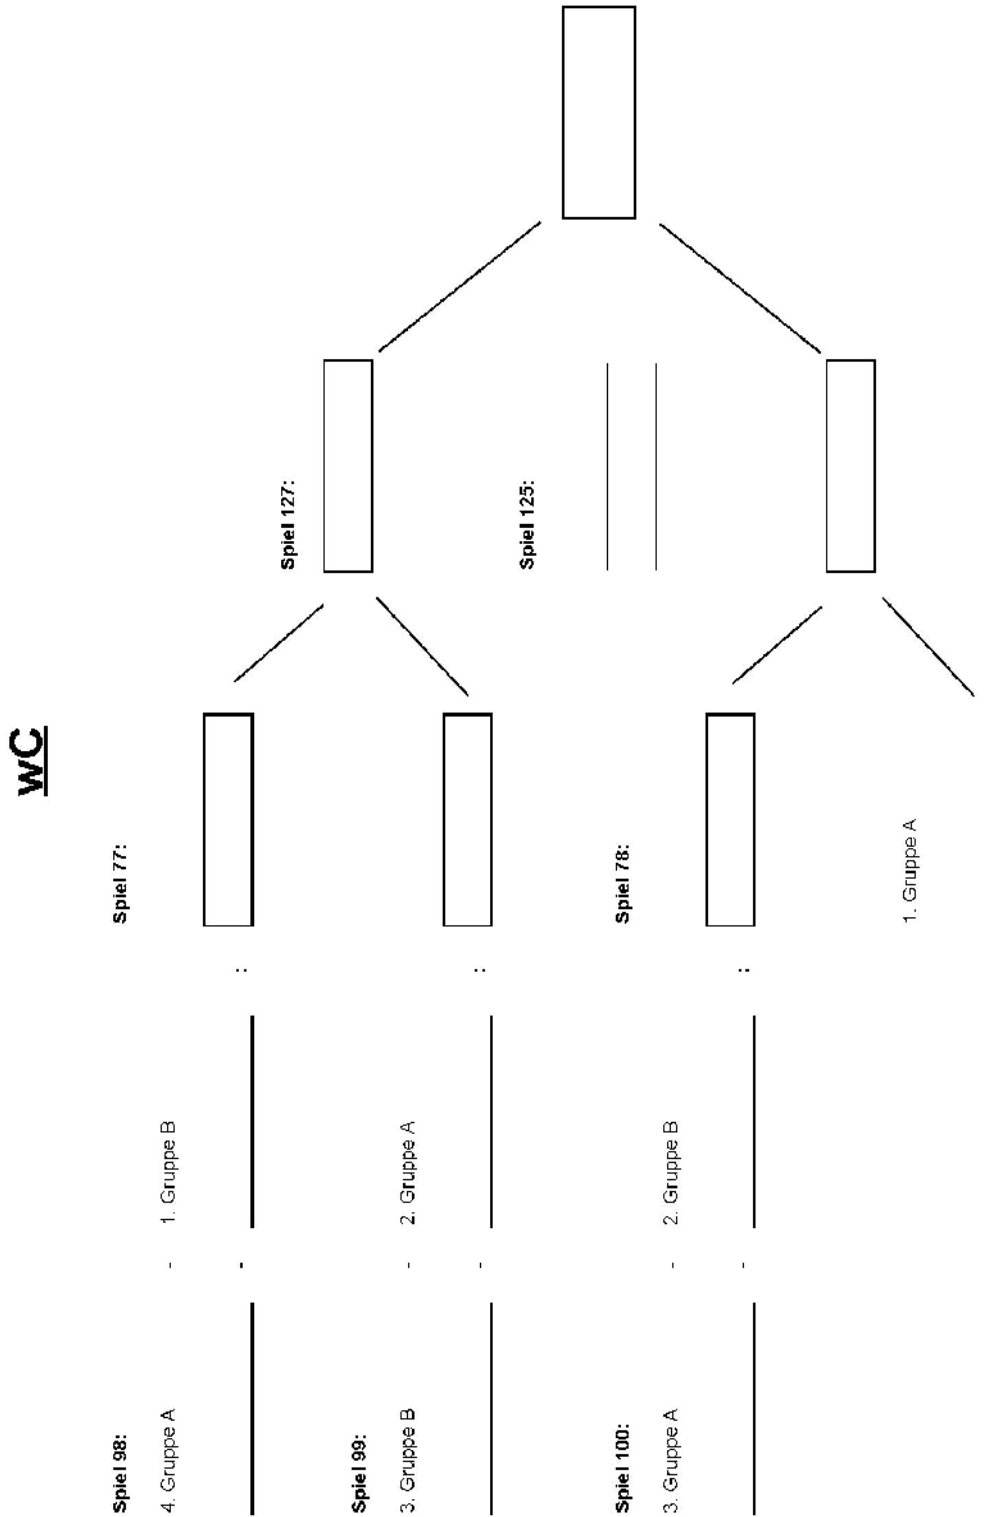 wC
Spiel 98:
Spiel 77:
Spiel 127:
4. Gruppe A - 1. Gruppe B
- :
Spiel 99:
3. Gruppe B - 2. Gruppe A
- :
Spiel 125:
Spiel 100:
Spiel 78:
3. Gruppe A - 2. Gruppe B
- :
1. Gruppe A